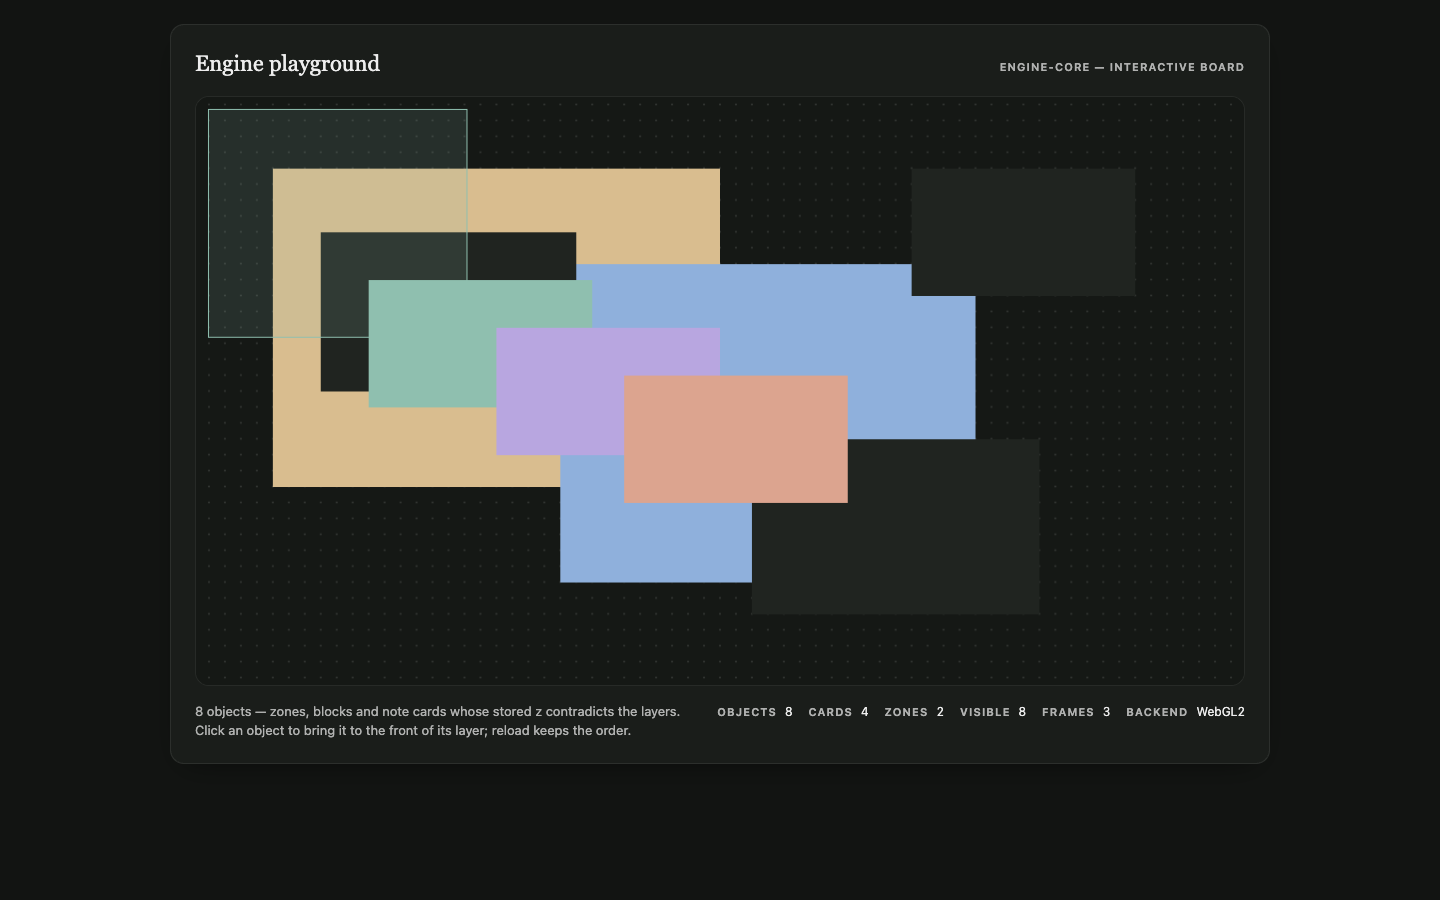 Engine playground
ENGINE-CORE — INTERACTIVE BOARD
8 objects — zones, blocks and note cards whose stored z contradicts the layers.
Click an object to bring it to the front of its layer; reload keeps the order.
OBJECTS 8 CARDS 4 ZONES 2 VISIBLE 8 FRAMES 3 BACKEND WebGL2